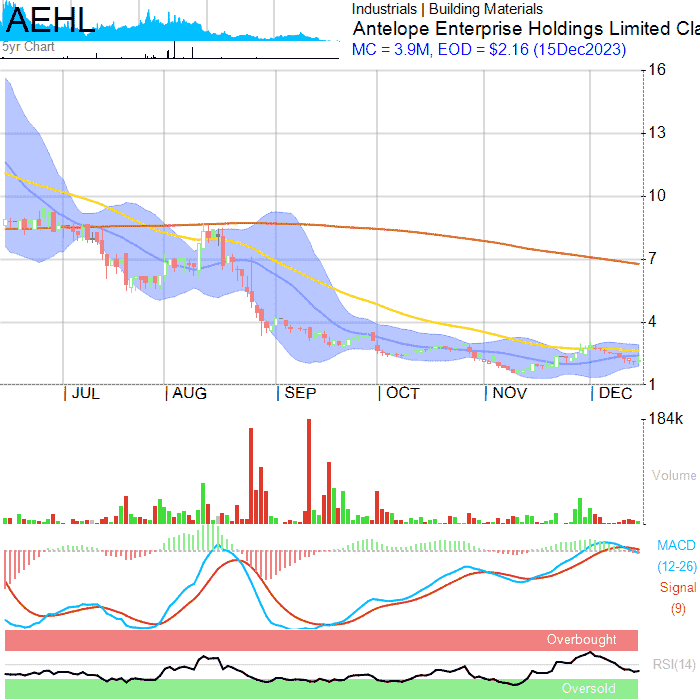 AEHL
5yr Chart
Industrials | Building Materials
Antelope Enterprise Holdings Limited Cla
MC = 3.9M, EOD = $2.16 (15Dec2023)
16
13
10
7
4
1
JUL AUG SEP OCT NOV DEC
184k
Volume
MACD
(12-26)
Signal
(9)
Overbought
RSI(14)
Oversold